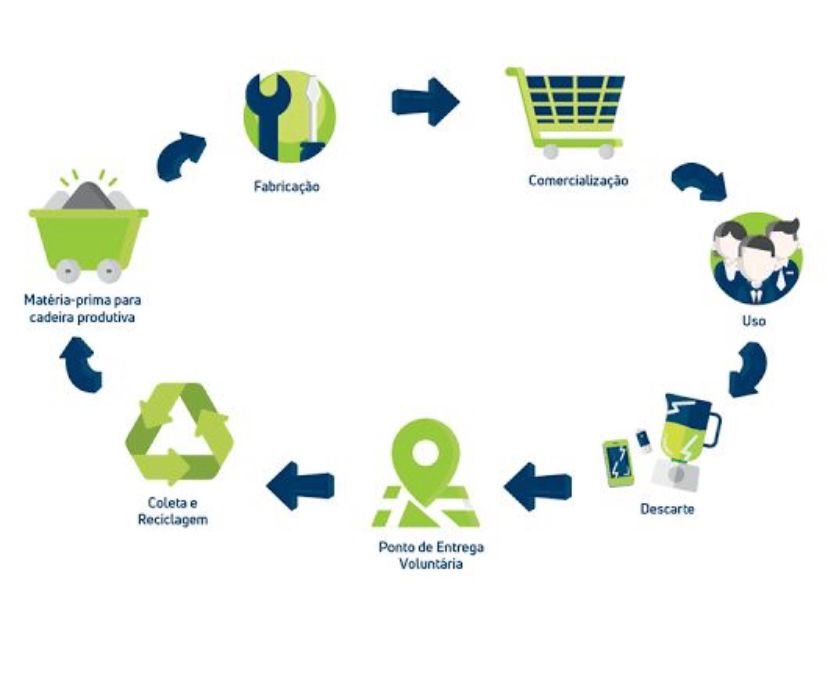 Fabricação
Comercialização
Matéria-prima para
cadeira produtiva
Uso
Coleta e
Reciclagem
Descarte
Ponto de Entrega
Voluntária